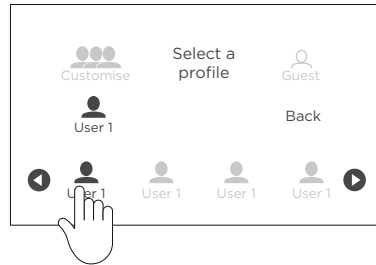 Select a
profile
Customise
Guest
User 1
Back
User 1
User 1
User 1
User 1